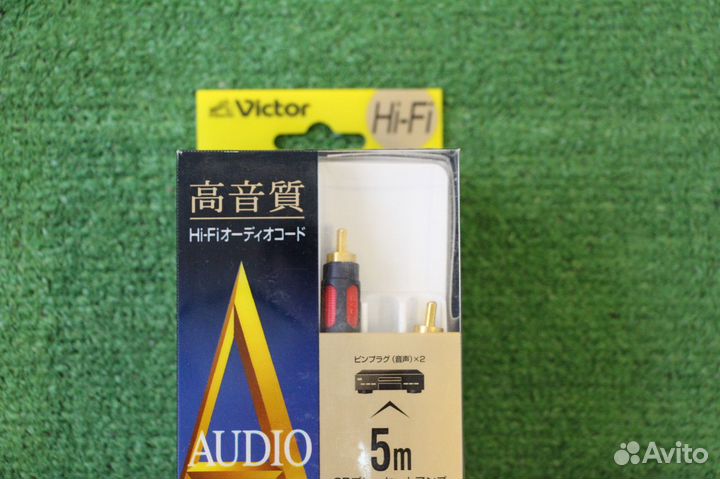 Victor
Hi-Fi
高音質
Hi-Fiオーディオコード
ピンプラグ（音声）×2
AUDIO
5m
Avito